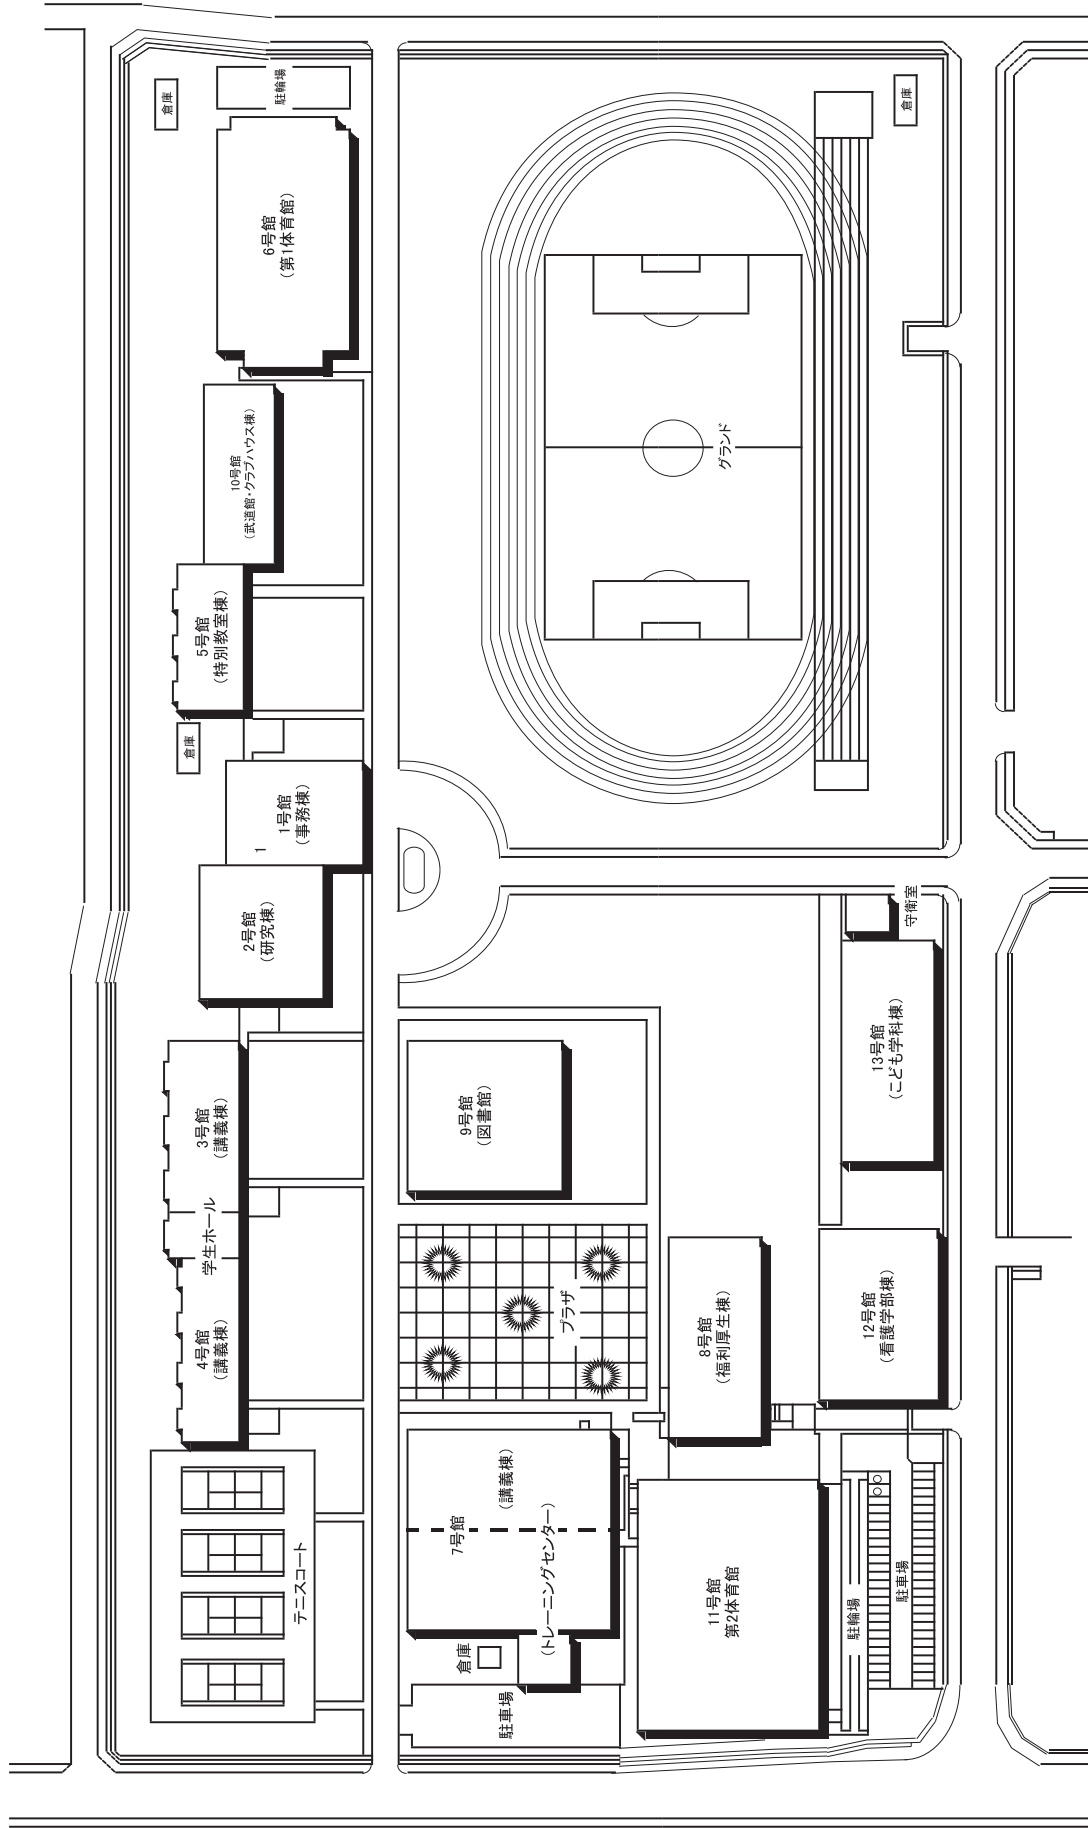 倉庫
駐輪場
6号館
(第1体育館)
倉庫
10号館
(武道館・クラブハウス棟)
グランド
5号館
(特別教室棟)
倉庫
1号館
(事務棟)
1
2号館
(研究棟)
守衛室
13号館
(こども学科棟)
9号館
(図書館)
3号館
(講義棟)
学生ホール
4号館
(講義棟)
プラザ
8号館
(福利厚生棟)
12号館
(看護学部棟)
テニスコート
7号館
(講義棟)
(トレーニングセンター)
倉庫
駐車場
11号館
第2体育館
駐輪場
駐車場